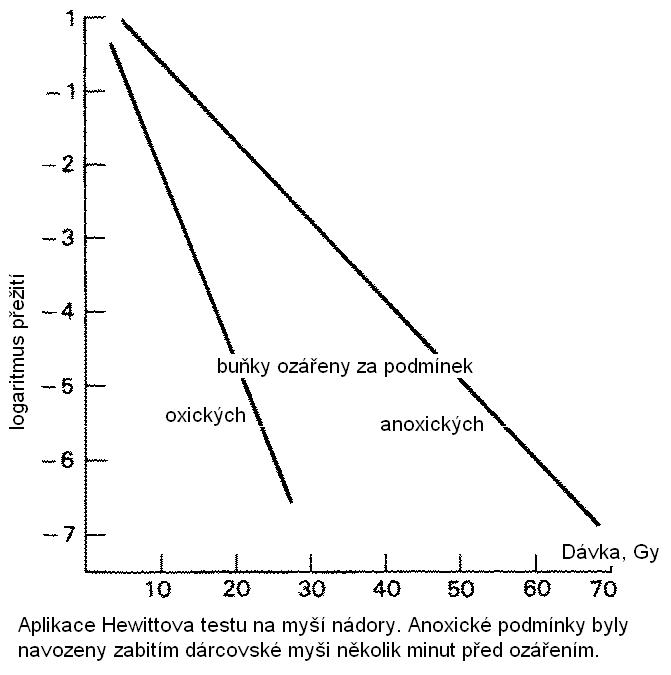 1
-1
-2
-3
-4
-5
-6
-7
logaritmus přežití
buňky ozářeny za podmínek
oxických
anoxických
Dávka, Gy
10 20 30 40 50 60 70
Aplikace Hewittova testu na myší nádory. Anoxické podmínky byly
navozeny zabitím dárcovské myši několik minut před ozářením.